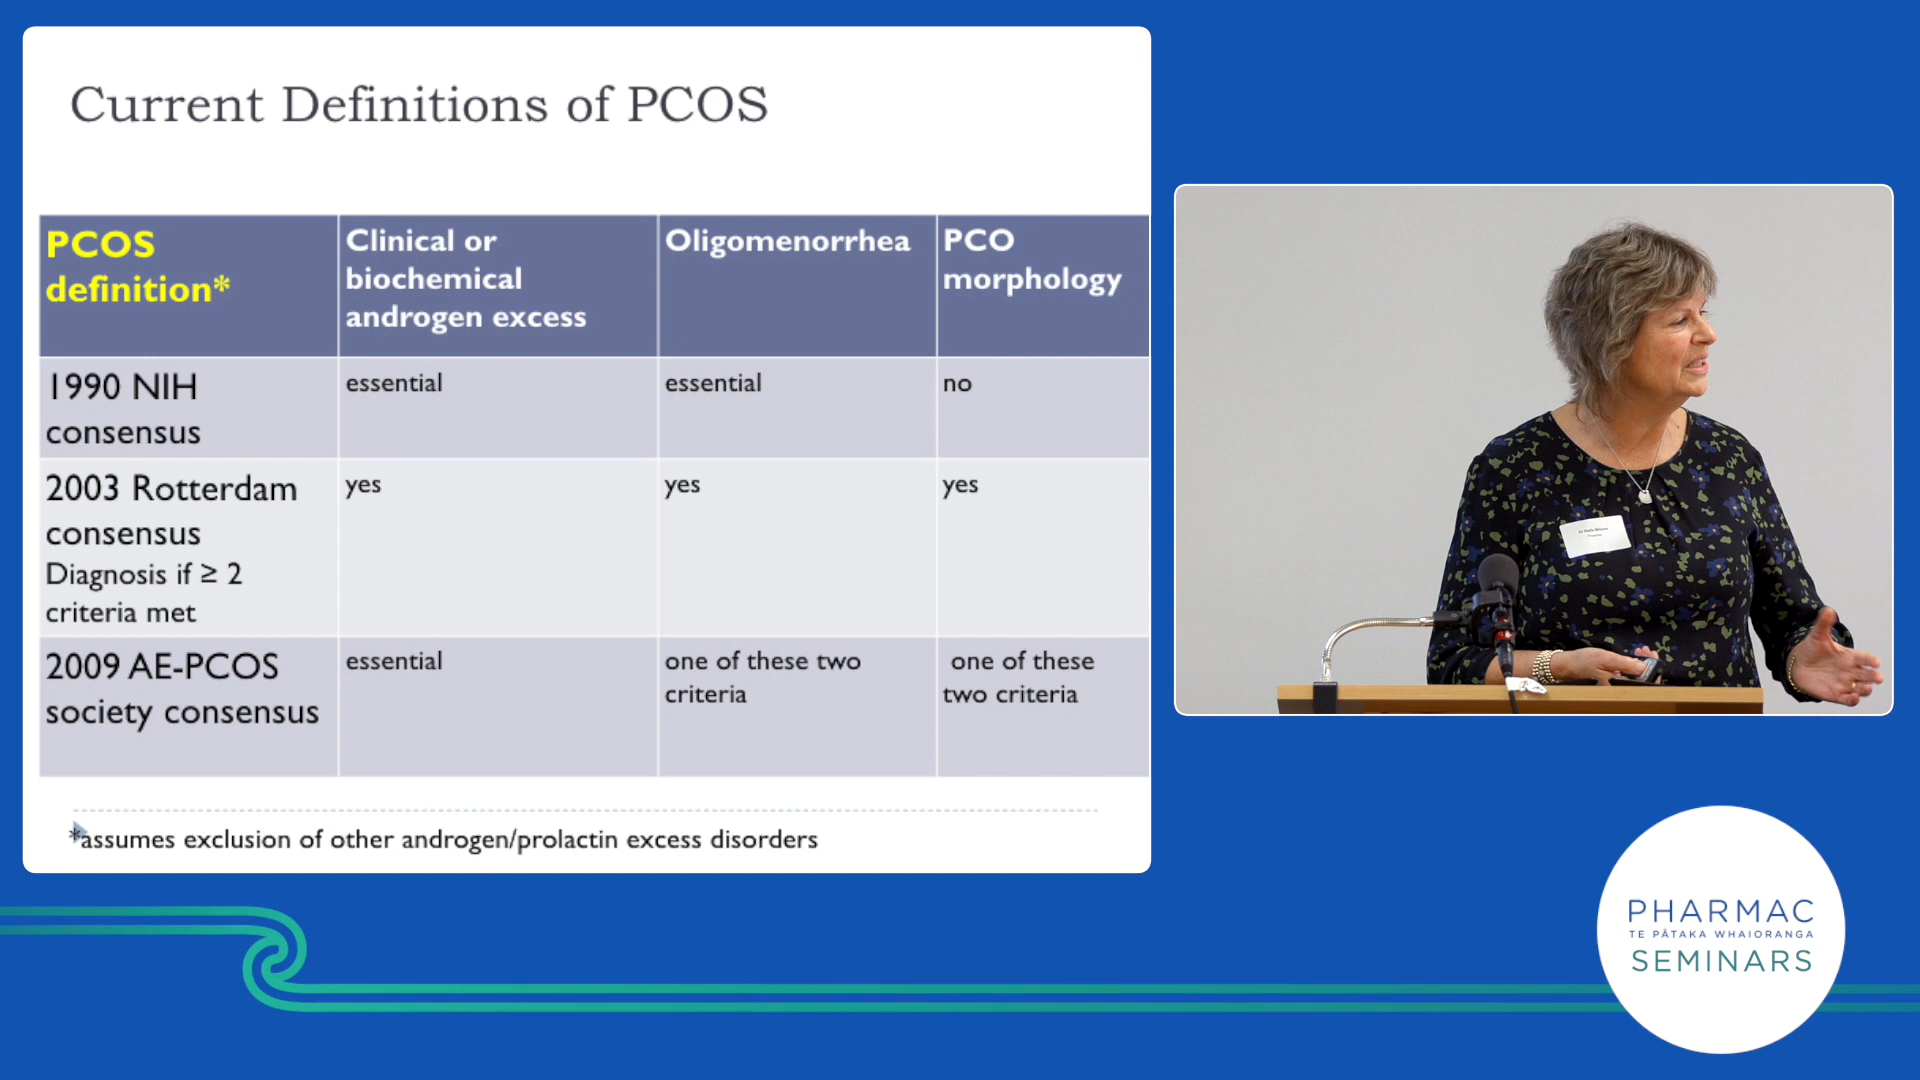 Current Definitions of PCOS
PCOS
definition*
Clinical or
biochemical
androgen excess
Oligomenorrhea
PCO
morphology
1990 NIH
consensus
essential
essential
no
2003 Rotterdam
consensus
Diagnosis if ≥ 2
criteria met
yes
yes
yes
2009 AE-PCOS
society consensus
essential
one of these two
criteria
one of these
two criteria
*assumes exclusion of other androgen/prolactin excess disorders
PHARMAC
TE PĀTAKA WHAIORANGA
SEMINARS